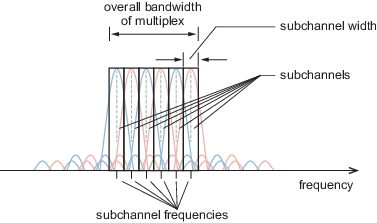 overall bandwidth
of multiplex
subchannel width
subchannels
frequency
subchannel frequencies